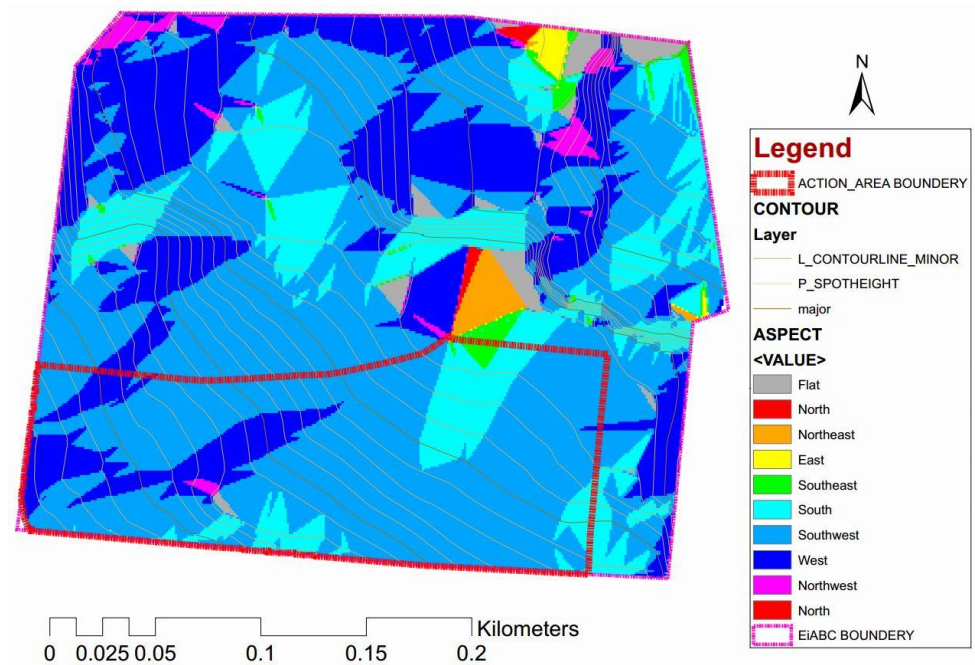 N
Legend
ACTION_AREA BOUNDERY
CONTOUR
Layer
L_CONTOURLINE_MINOR
P_SPOTHEIGHT
major
ASPECT
<VALUE>
Flat
North
Northeast
East
Southeast
South
Southwest
West
Northwest
North
EiABC BOUNDERY
Kilometers
0 0.025 0.05 0.1 0.15 0.2